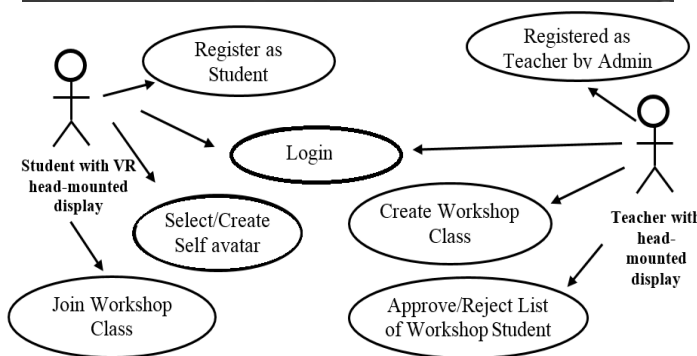 Register as
Student
Registered as
Teacher by Admin
Login
Student with VR
head-mounted
display
Select/Create
Self avatar
Create Workshop
Class
Teacher with
head-
mounted
display
Join Workshop
Class
Approve/Reject List
of Workshop Student